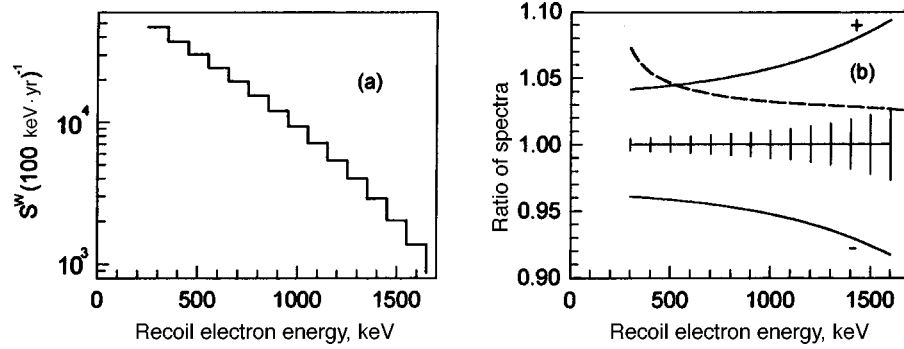 S^W (100 keV·yr)^-1
10^4
10^3
0
500
1000
1500
Recoil electron energy, keV
(a)
Ratio of spectra
1.10
1.05
1.00
0.95
0.90
0
500
1000
1500
Recoil electron energy, keV
+
(b)
-